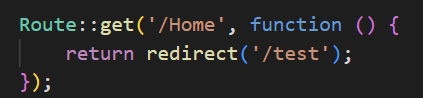 Route::get('/Home', function () {
    return redirect('/test');
});